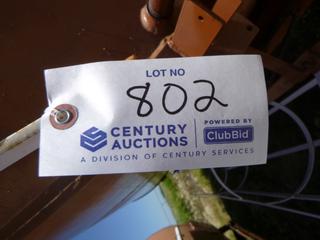 LOT NO
802
CENTURY AUCTIONS
POWERED BY
ClubBid
A DIVISION OF CENTURY SERVICES